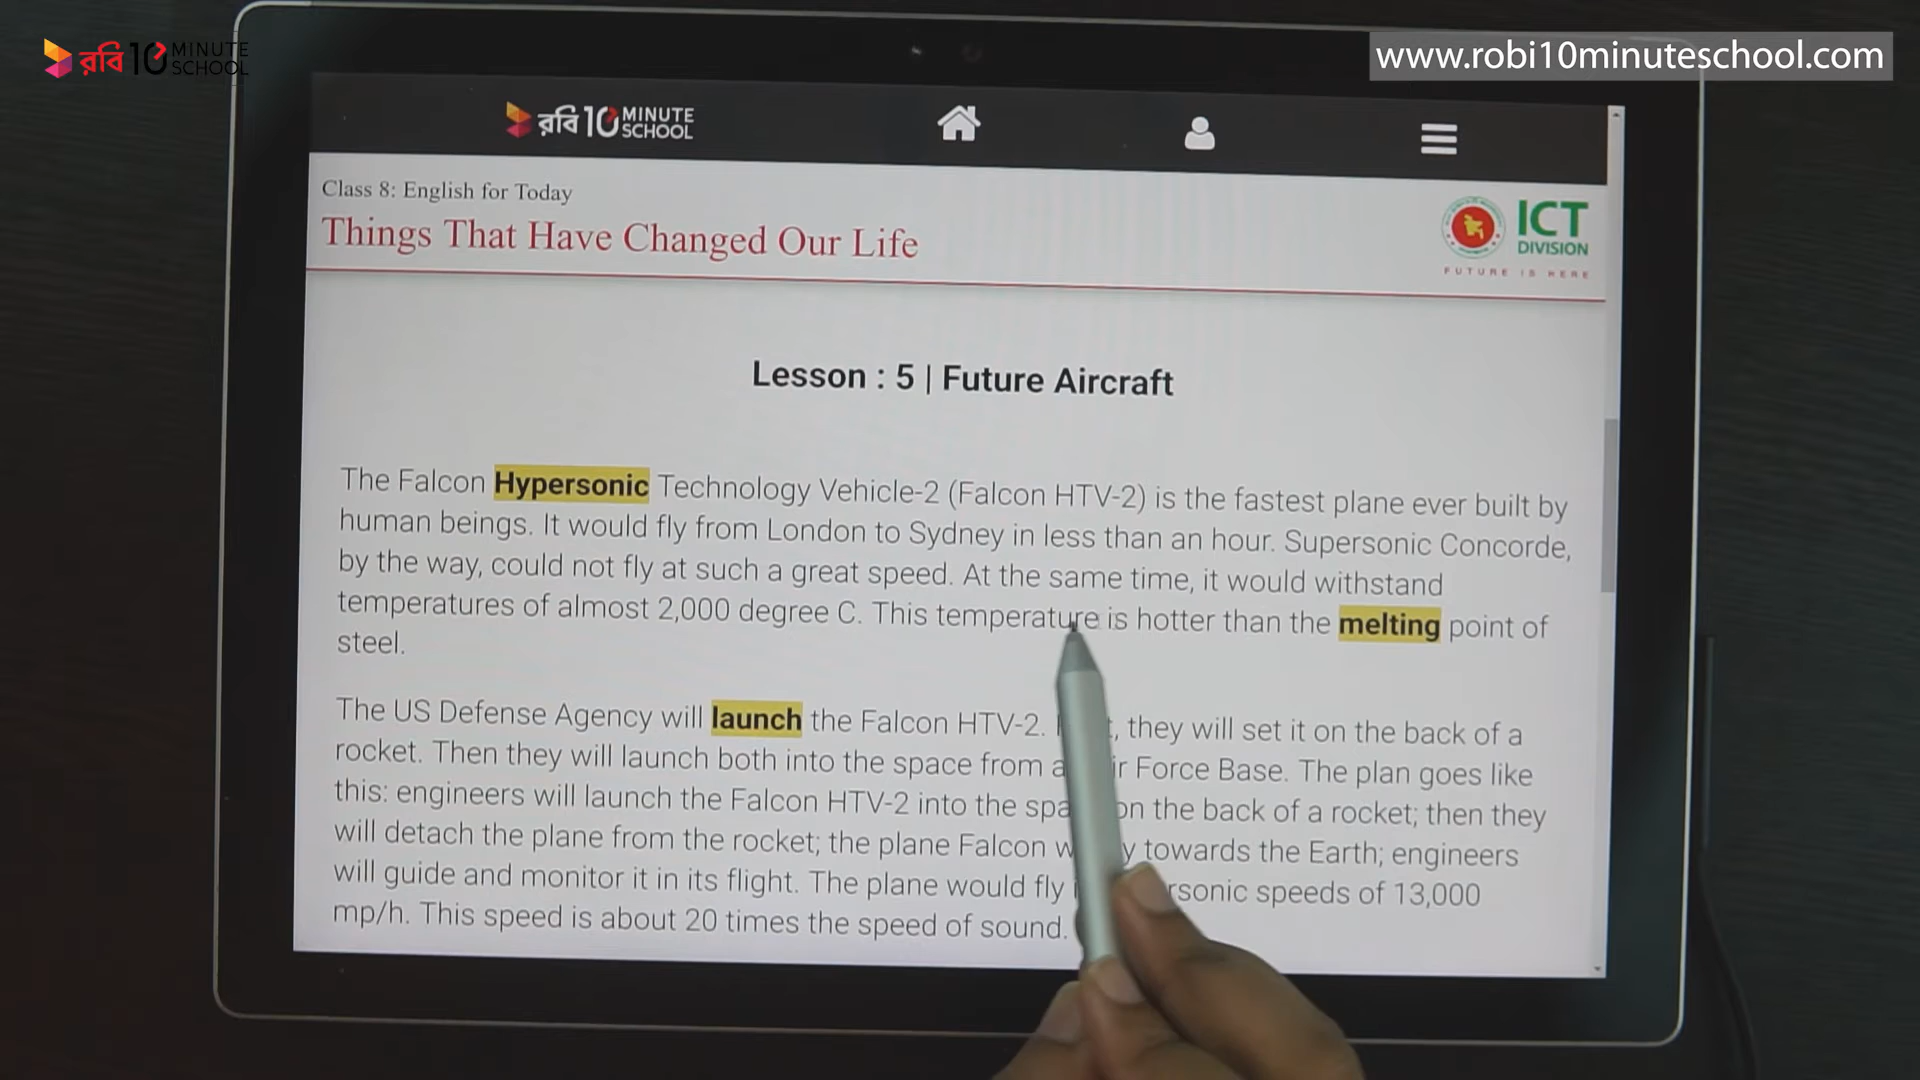 রবি 10 MINUTE SCHOOL
www.robi10minuteschool.com
রবি 10 MINUTE SCHOOL
Class 8: English for Today
Things That Have Changed Our Life
ICT
DIVISION
FUTURE IS HERE
Lesson : 5 | Future Aircraft
The Falcon Hypersonic Technology Vehicle-2 (Falcon HTV-2) is the fastest plane ever built by
human beings. It would fly from London to Sydney in less than an hour. Supersonic Concorde,
by the way, could not fly at such a great speed. At the same time, it would withstand
temperatures of almost 2,000 degree C. This temperature is hotter than the melting point of
steel.
The US Defense Agency will launch the Falcon HTV-2. they will set it on the back of a
rocket. Then they will launch both into the space from Force Base. The plan goes like
this: engineers will launch the Falcon HTV-2 into the on the back of a rocket; then they
will detach the plane from the rocket; the plane Falcon towards the Earth; engineers
will guide and monitor it in its flight. The plane would fly speeds of 13,000
mp/h. This speed is about 20 times the speed of sound.